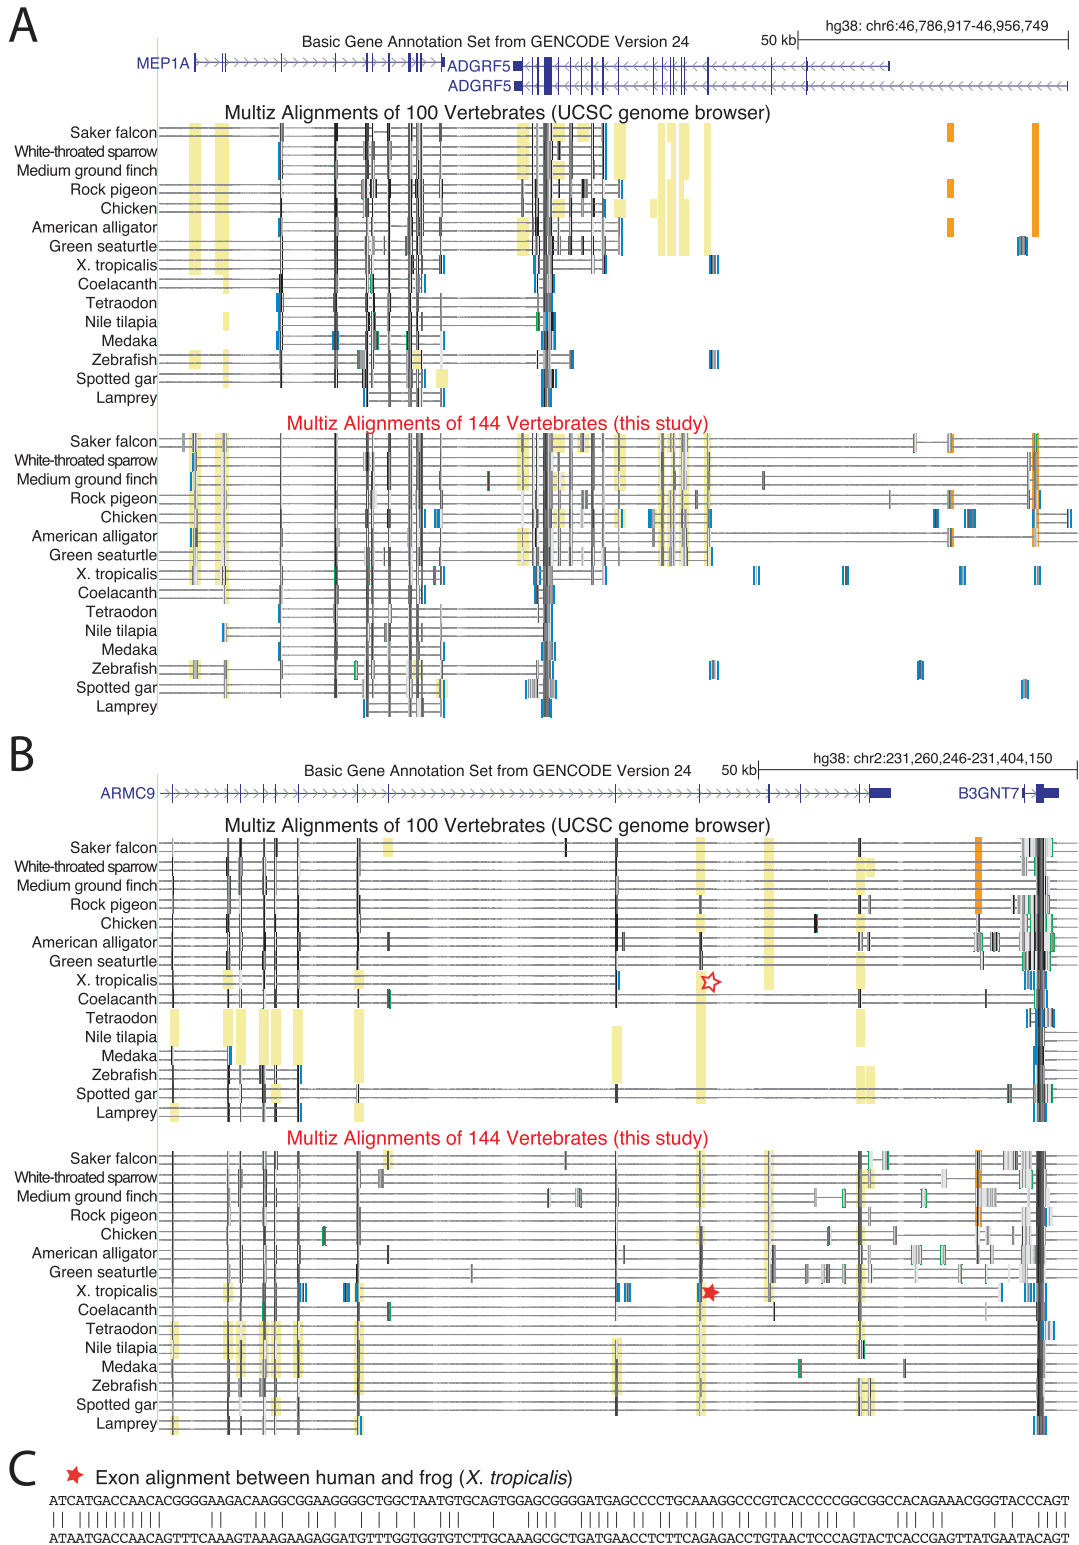 A
hg38: chr6:46,786,917-46,956,749
Basic Gene Annotation Set from GENCODE Version 24
50 kb
MEP1A
ADGRF5
ADGRF5
Multiz Alignments of 100 Vertebrates (UCSC genome browser)
Saker falcon
White-throated sparrow
Medium ground finch
Rock pigeon
Chicken
American alligator
Green seaturtle
X. tropicalis
Coelacanth
Tetraodon
Nile tilapia
Medaka
Zebrafish
Spotted gar
Lamprey
Multiz Alignments of 144 Vertebrates (this study)
Saker falcon
White-throated sparrow
Medium ground finch
Rock pigeon
Chicken
American alligator
Green seaturtle
X. tropicalis
Coelacanth
Tetraodon
Nile tilapia
Medaka
Zebrafish
Spotted gar
Lamprey
B
hg38: chr2:231,260,246-231,404,150
Basic Gene Annotation Set from GENCODE Version 24
50 kb
ARMC9
B3GNT7
Multiz Alignments of 100 Vertebrates (UCSC genome browser)
Saker falcon
White-throated sparrow
Medium ground finch
Rock pigeon
Chicken
American alligator
Green seaturtle
X. tropicalis
Coelacanth
Tetraodon
Nile tilapia
Medaka
Zebrafish
Spotted gar
Lamprey
Multiz Alignments of 144 Vertebrates (this study)
Saker falcon
White-throated sparrow
Medium ground finch
Rock pigeon
Chicken
American alligator
Green seaturtle
X. tropicalis
Coelacanth
Tetraodon
Nile tilapia
Medaka
Zebrafish
Spotted gar
Lamprey
C
Exon alignment between human and frog (X. tropicalis)
ATCATGACCAACACGGGGAAGACAAGGCGGAAGGGGCTGGCTAATGTGCAGTGGAGCGGGGATGAGCCCCTGCAAAGGCCCGTCACCCCCGGCGGCCACAGAAACGGGTACCCAGT
ATAATGACCAACAGTTTCAAAGTAAAGAAGAGGATGTTTGGTGGTGTCTTGCAAAGCGCTGATGAACCTCTTCAGAGACCTGTAACTCCCAGTACTCACCGAGTTATGAATACAGT